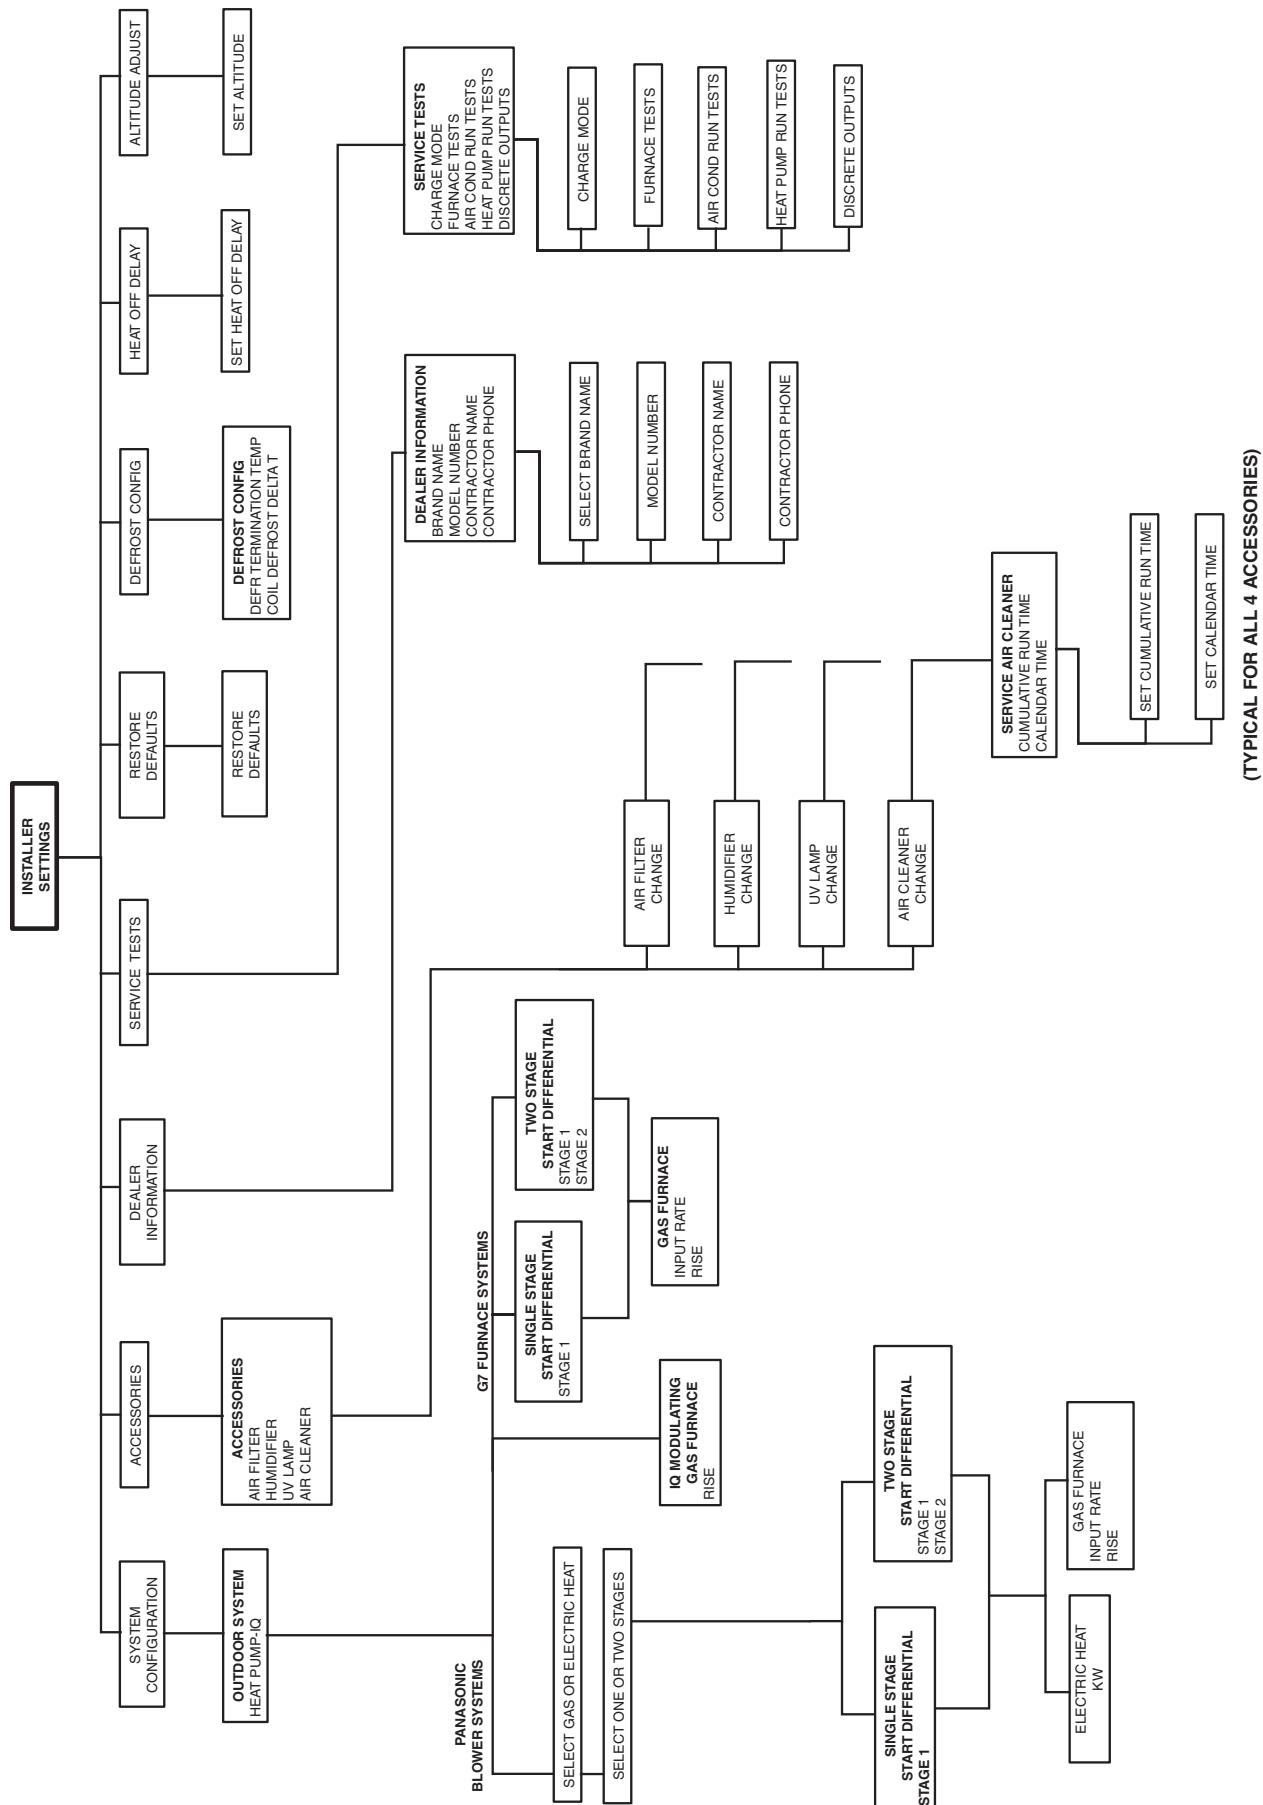 INSTALLER
SETTINGS
SYSTEM
CONFIGURATION
ACCESSORIES
DEALER
INFORMATION
SERVICE TESTS
RESTORE
DEFAULTS
DEFROST CONFIG
HEAT OFF DELAY
ALTITUDE ADJUST
OUTDOOR SYSTEM
HEAT PUMP-IQ
ACCESSORIES
AIR FILTER
HUMIDIFIER
UV LAMP
AIR CLEANER
RESTORE
DEFAULTS
DEFROST CONFIG
DEFR TERMINATION TEMP
COIL DEFROST DELTA T
SET HEAT OFF DELAY
SET ALTITUDE
DEALER INFORMATION
BRAND NAME
MODEL NUMBER
CONTRACTOR NAME
CONTRACTOR PHONE
SERVICE TESTS
CHARGE MODE
FURNACE TESTS
AIR COND RUN TESTS
HEAT PUMP RUN TESTS
DISCRETE OUTPUTS
SELECT BRAND NAME
MODEL NUMBER
CONTRACTOR NAME
CONTRACTOR PHONE
CHARGE MODE
FURNACE TESTS
AIR COND RUN TESTS
HEAT PUMP RUN TESTS
DISCRETE OUTPUTS
PANASONIC
BLOWER SYSTEMS
G7 FURNACE SYSTEMS
SELECT GAS OR ELECTRIC HEAT
SELECT ONE OR TWO STAGES
SINGLE STAGE
START DIFFERENTIAL
STAGE 1
TWO STAGE
START DIFFERENTIAL
STAGE 1
STAGE 2
IQ MODULATING
GAS FURNACE
RISE
GAS FURNACE
INPUT RATE
RISE
AIR FILTER
CHANGE
HUMIDIFIER
CHANGE
UV LAMP
CHANGE
AIR CLEANER
CHANGE
SINGLE STAGE
START DIFFERENTIAL
STAGE 1
TWO STAGE
START DIFFERENTIAL
STAGE 1
STAGE 2
ELECTRIC HEAT
KW
GAS FURNACE
INPUT RATE
RISE
SERVICE AIR CLEANER
CUMULATIVE RUN TIME
CALENDAR TIME
SET CUMULATIVE RUN TIME
SET CALENDAR TIME
(TYPICAL FOR ALL 4 ACCESSORIES)